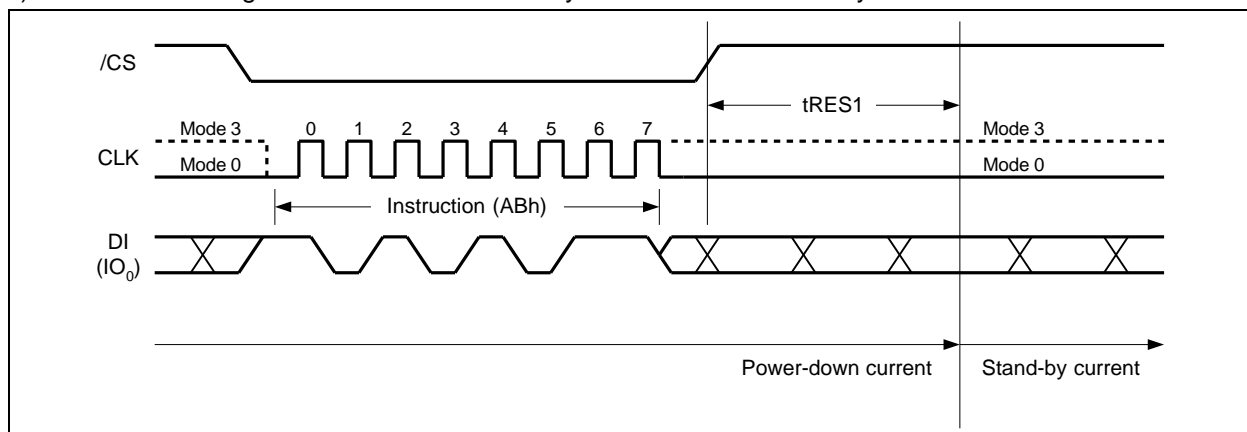 /CS
tRES1
Mode 3 0 1 2 3 4 5 6 7 Mode 3
CLK
Mode 0 Mode 0
Instruction (ABh)
DI
(IO₀)
Power-down current Stand-by current